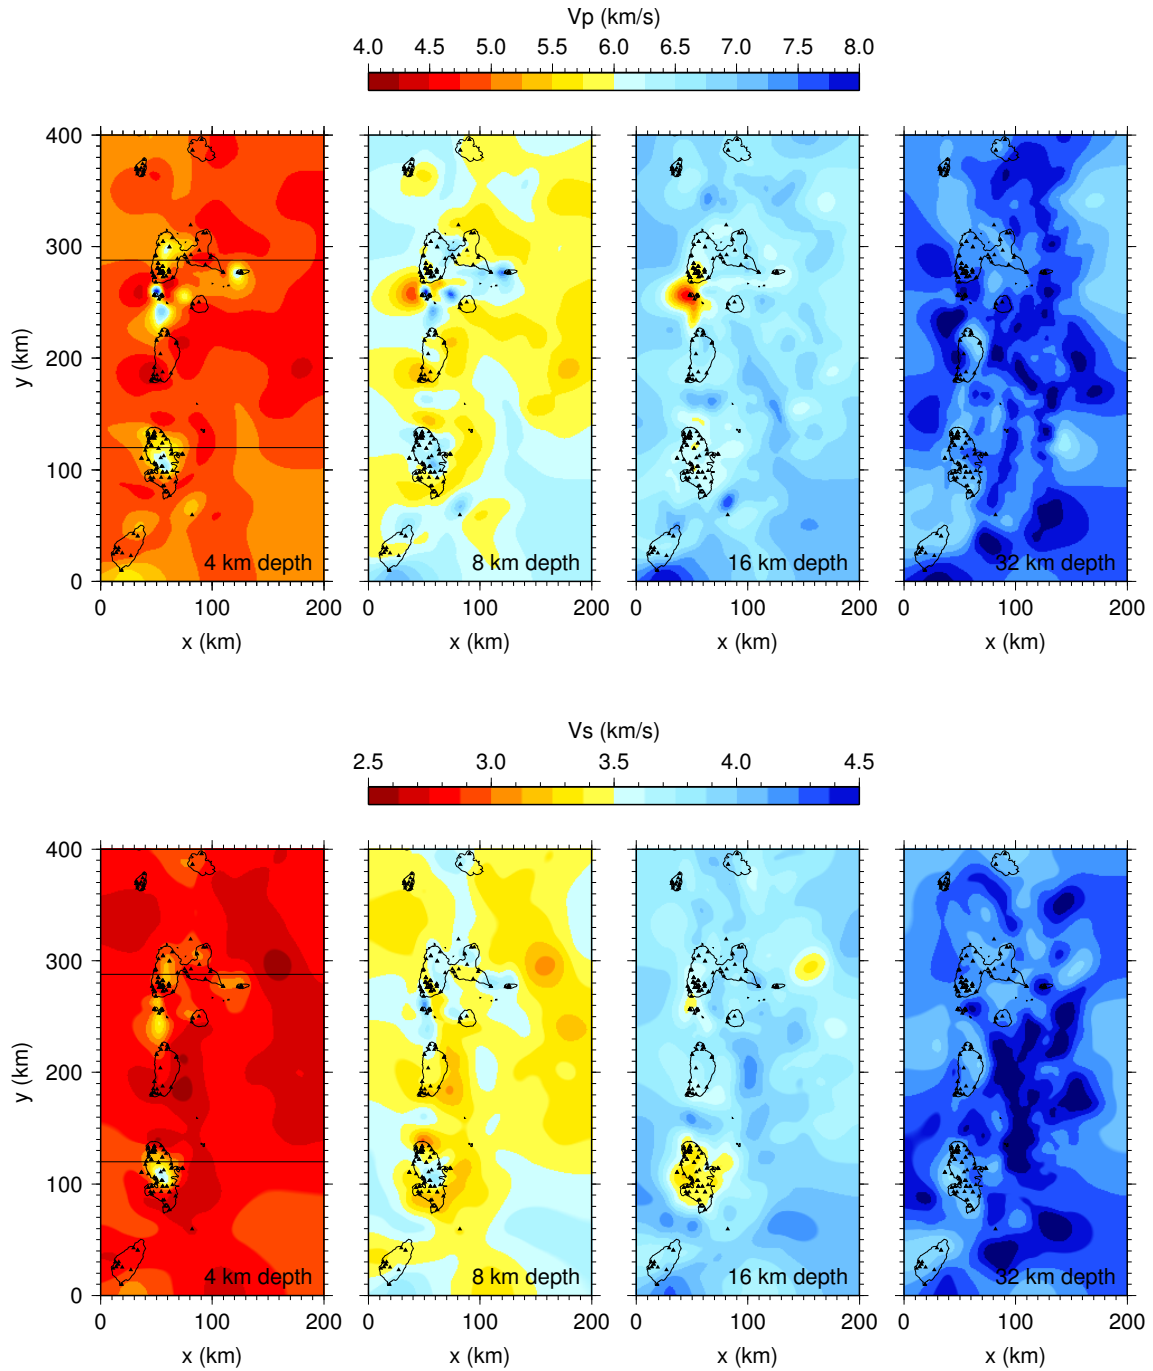 Vp (km/s)
4.0 4.5 5.0 5.5 6.0 6.5 7.0 7.5 8.0
400
300
200
100
0
y (km)
4 km depth
8 km depth
16 km depth
32 km depth
0 100 200 0 100 200 0 100 200 0 100 200
x (km) x (km) x (km) x (km)
Vs (km/s)
2.5 3.0 3.5 4.0 4.5
400
300
200
100
0
y (km)
4 km depth
8 km depth
16 km depth
32 km depth
0 100 200 0 100 200 0 100 200 0 100 200
x (km) x (km) x (km) x (km)